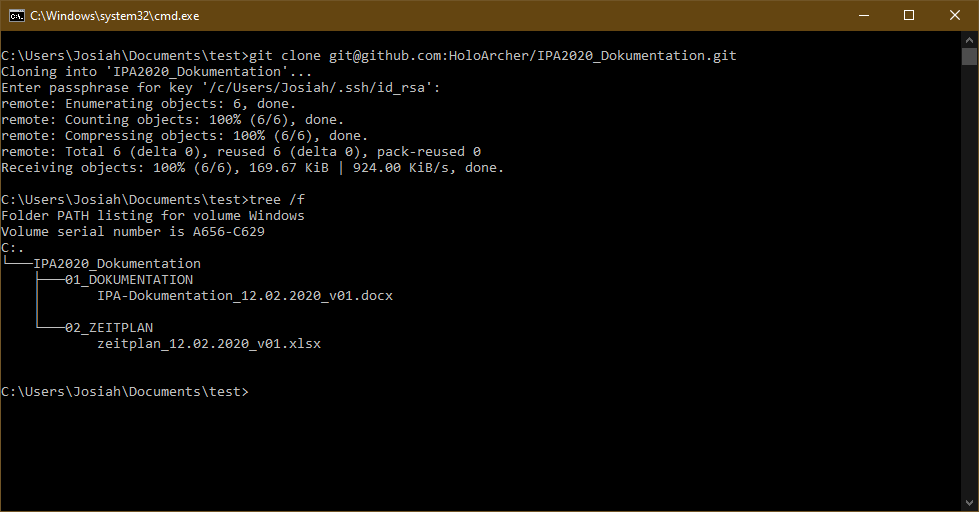 C:\Windows\system32\cmd.exe
C:\Users\Josiah\Documents\test>git clone git@github.com:HoloArcher/IPA2020_Dokumentation.git
Cloning into 'IPA2020_Dokumentation'...
Enter passphrase for key '/c/Users/Josiah/.ssh/id_rsa':
remote: Enumerating objects: 6, done.
remote: Counting objects: 100% (6/6), done.
remote: Compressing objects: 100% (6/6), done.
remote: Total 6 (delta 0), reused 6 (delta 0), pack-reused 0
Receiving objects: 100% (6/6), 169.67 KiB | 924.00 KiB/s, done.
C:\Users\Josiah\Documents\test>tree /f
Folder PATH listing for volume Windows
Volume serial number is A656-C629
C:.
└───IPA2020_Dokumentation
    ├───01_DOKUMENTATION
    │       IPA-Dokumentation_12.02.2020_v01.docx
    │
    └───02_ZEITPLAN
            zeitplan_12.02.2020_v01.xlsx
C:\Users\Josiah\Documents\test>